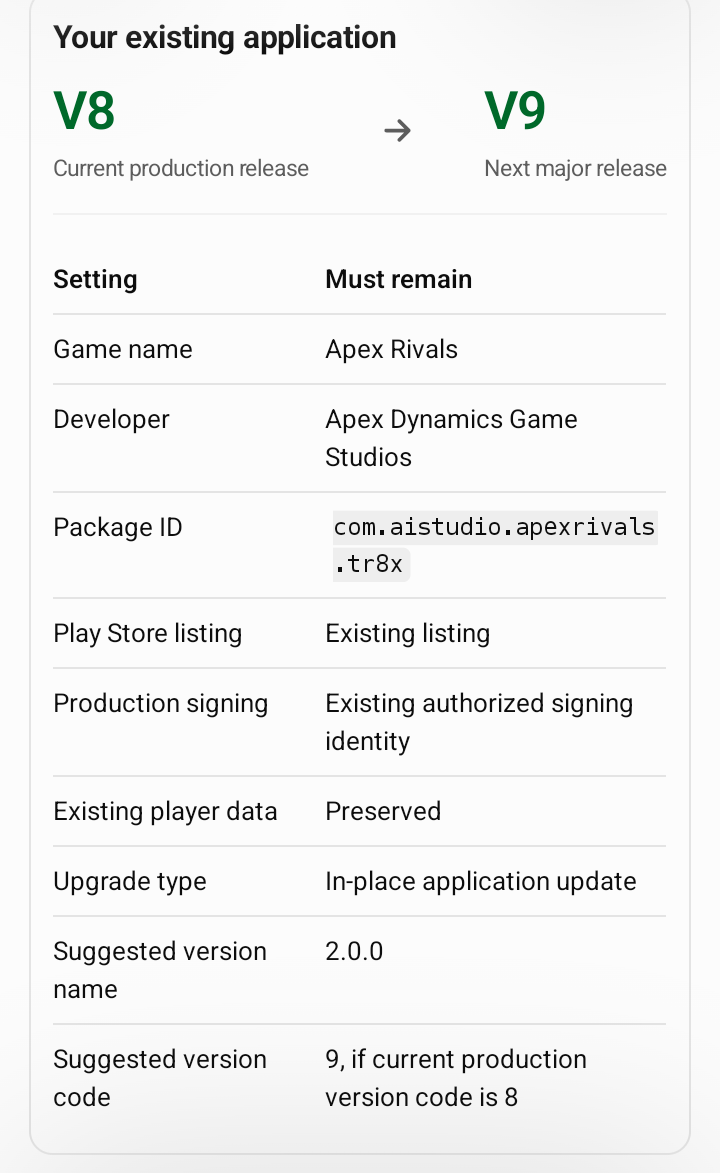 Your existing application
V8
→
V9
Current production release
Next major release
Setting
Must remain
Game name
Apex Rivals
Developer
Apex Dynamics Game
Studios
Package ID
com.aistudio.apexrivals
.tr8x
Play Store listing
Existing listing
Production signing
Existing authorized signing
identity
Existing player data
Preserved
Upgrade type
In-place application update
Suggested version
name
2.0.0
Suggested version
code
9, if current production
version code is 8